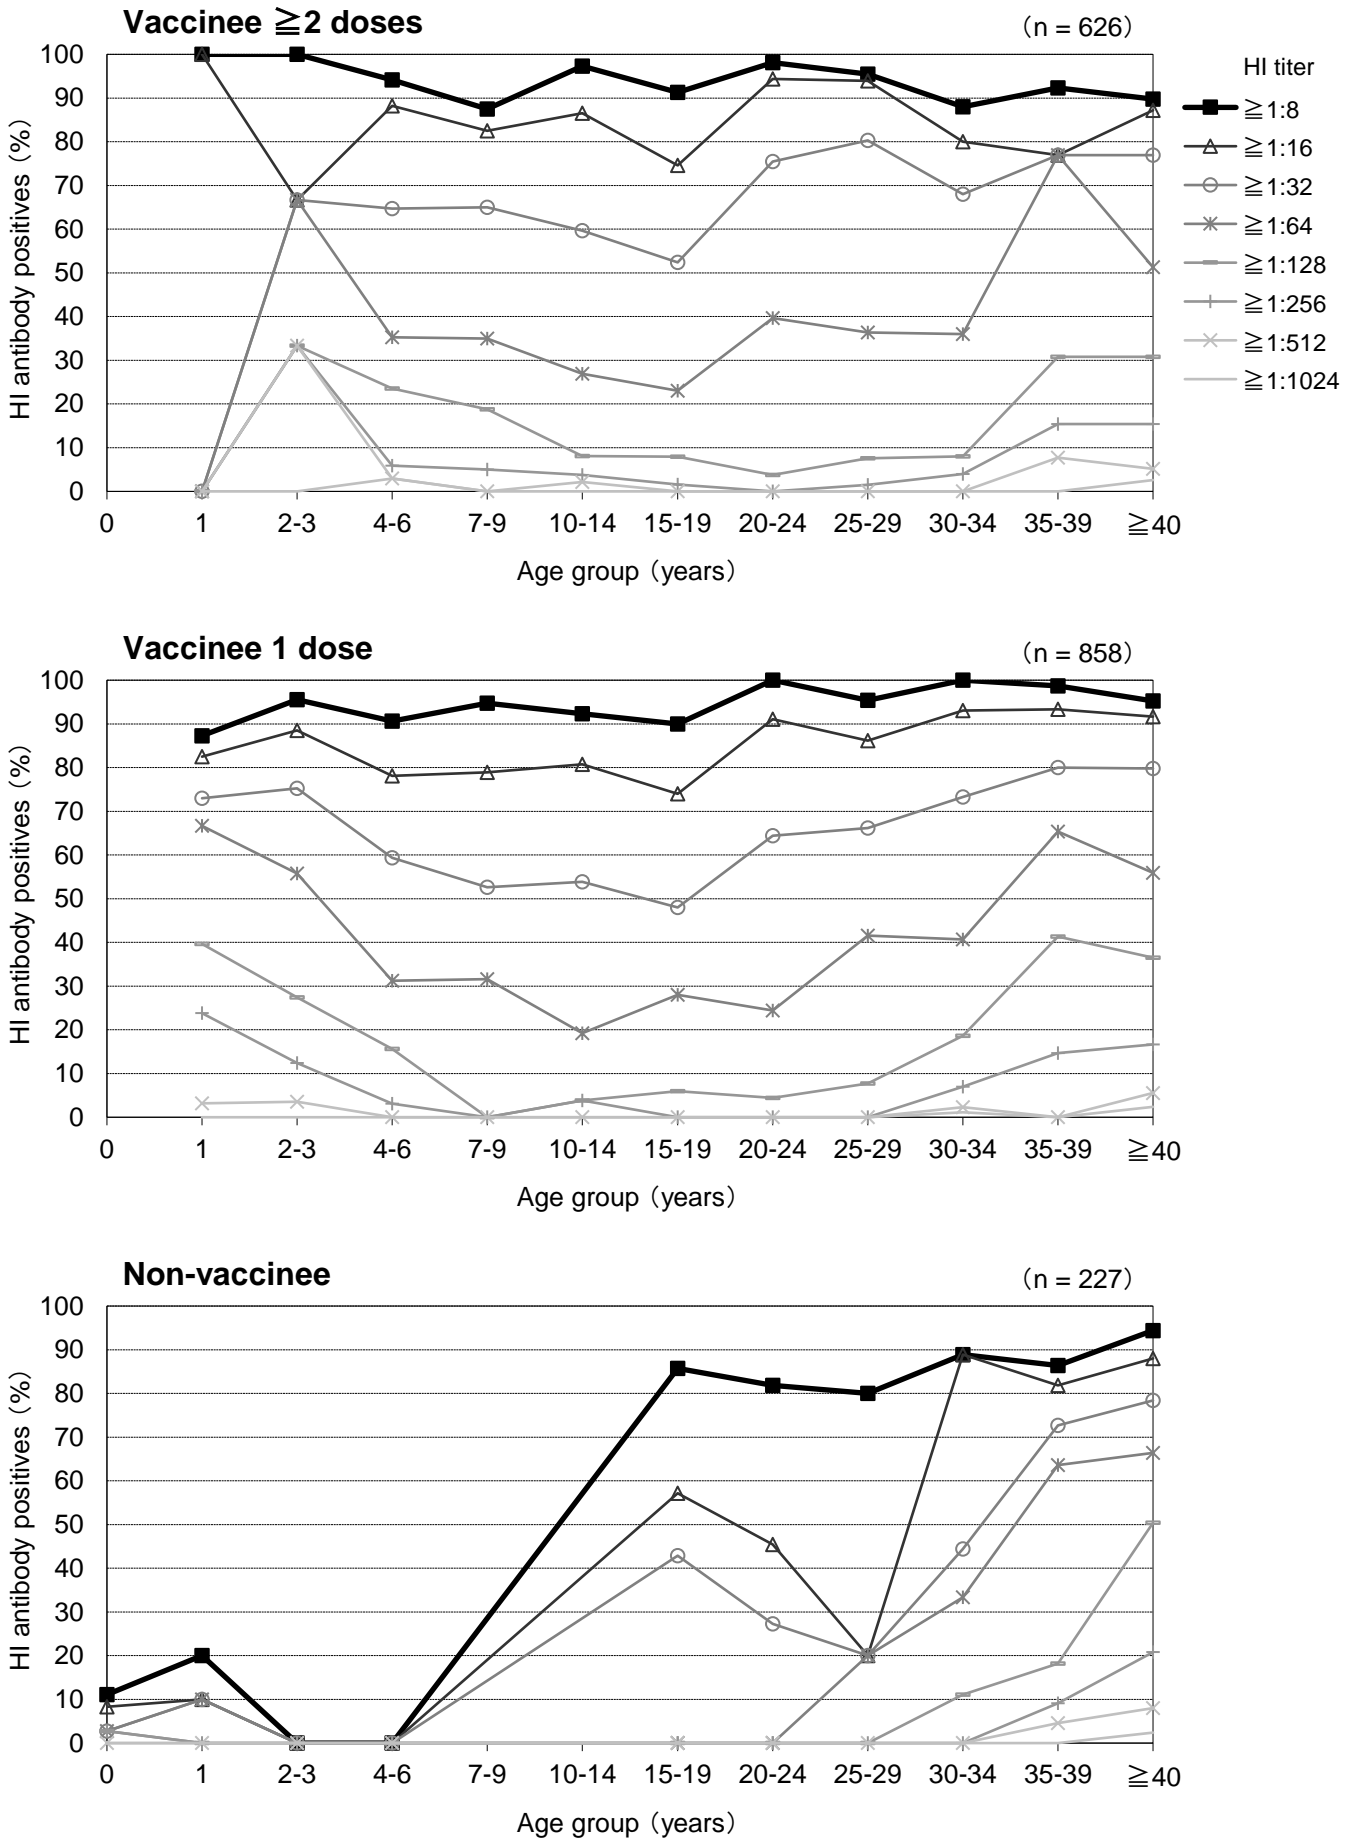 Vaccinee ≧2 doses
（n = 626）
HI titer
≧1:8
≧1:16
≧1:32
≧1:64
≧1:128
≧1:256
≧1:512
≧1:1024
HI antibody positives（%）
100
90
80
70
60
50
40
30
20
10
0
0 1 2-3 4-6 7-9 10-14 15-19 20-24 25-29 30-34 35-39 ≧40
Age group（years）
Vaccinee 1 dose
（n = 858）
HI antibody positives（%）
100
90
80
70
60
50
40
30
20
10
0
0 1 2-3 4-6 7-9 10-14 15-19 20-24 25-29 30-34 35-39 ≧40
Age group（years）
Non-vaccinee
（n = 227）
HI antibody positives（%）
100
90
80
70
60
50
40
30
20
10
0
0 1 2-3 4-6 7-9 10-14 15-19 20-24 25-29 30-34 35-39 ≧40
Age group（years）